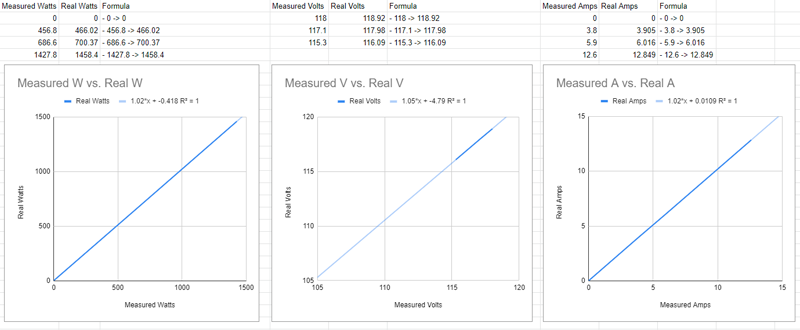 Measured Watts Real Watts Formula
0 0 - 0 -> 0
456.8 466.02 - 456.8 -> 466.02
686.6 700.37 - 686.6 -> 700.37
1427.8 1458.4 - 1427.8 -> 1458.4
Measured Volts Real Volts Formula
118 118.92 - 118 -> 118.92
117.1 117.98 - 117.1 -> 117.98
115.3 116.09 - 115.3 -> 116.09
Measured Amps Real Amps Formula
0 0 - 0 -> 0
3.8 3.905 - 3.8 -> 3.905
5.9 6.016 - 5.9 -> 6.016
12.6 12.849 - 12.6 -> 12.849
Measured W vs. Real W
Real Watts 1.02*x + -0.418 R² = 1
1500
1000
500
0
Real Watts
0 500 1000 1500
Measured Watts
Measured V vs. Real V
Real Volts 1.05*x + -4.79 R² = 1
120
115
110
105
Real Volts
105 110 115 120
Measured Volts
Measured A vs. Real A
Real Amps 1.02*x + 0.0109 R² = 1
15
10
5
0
Real Amps
0 5 10 15
Measured Amps